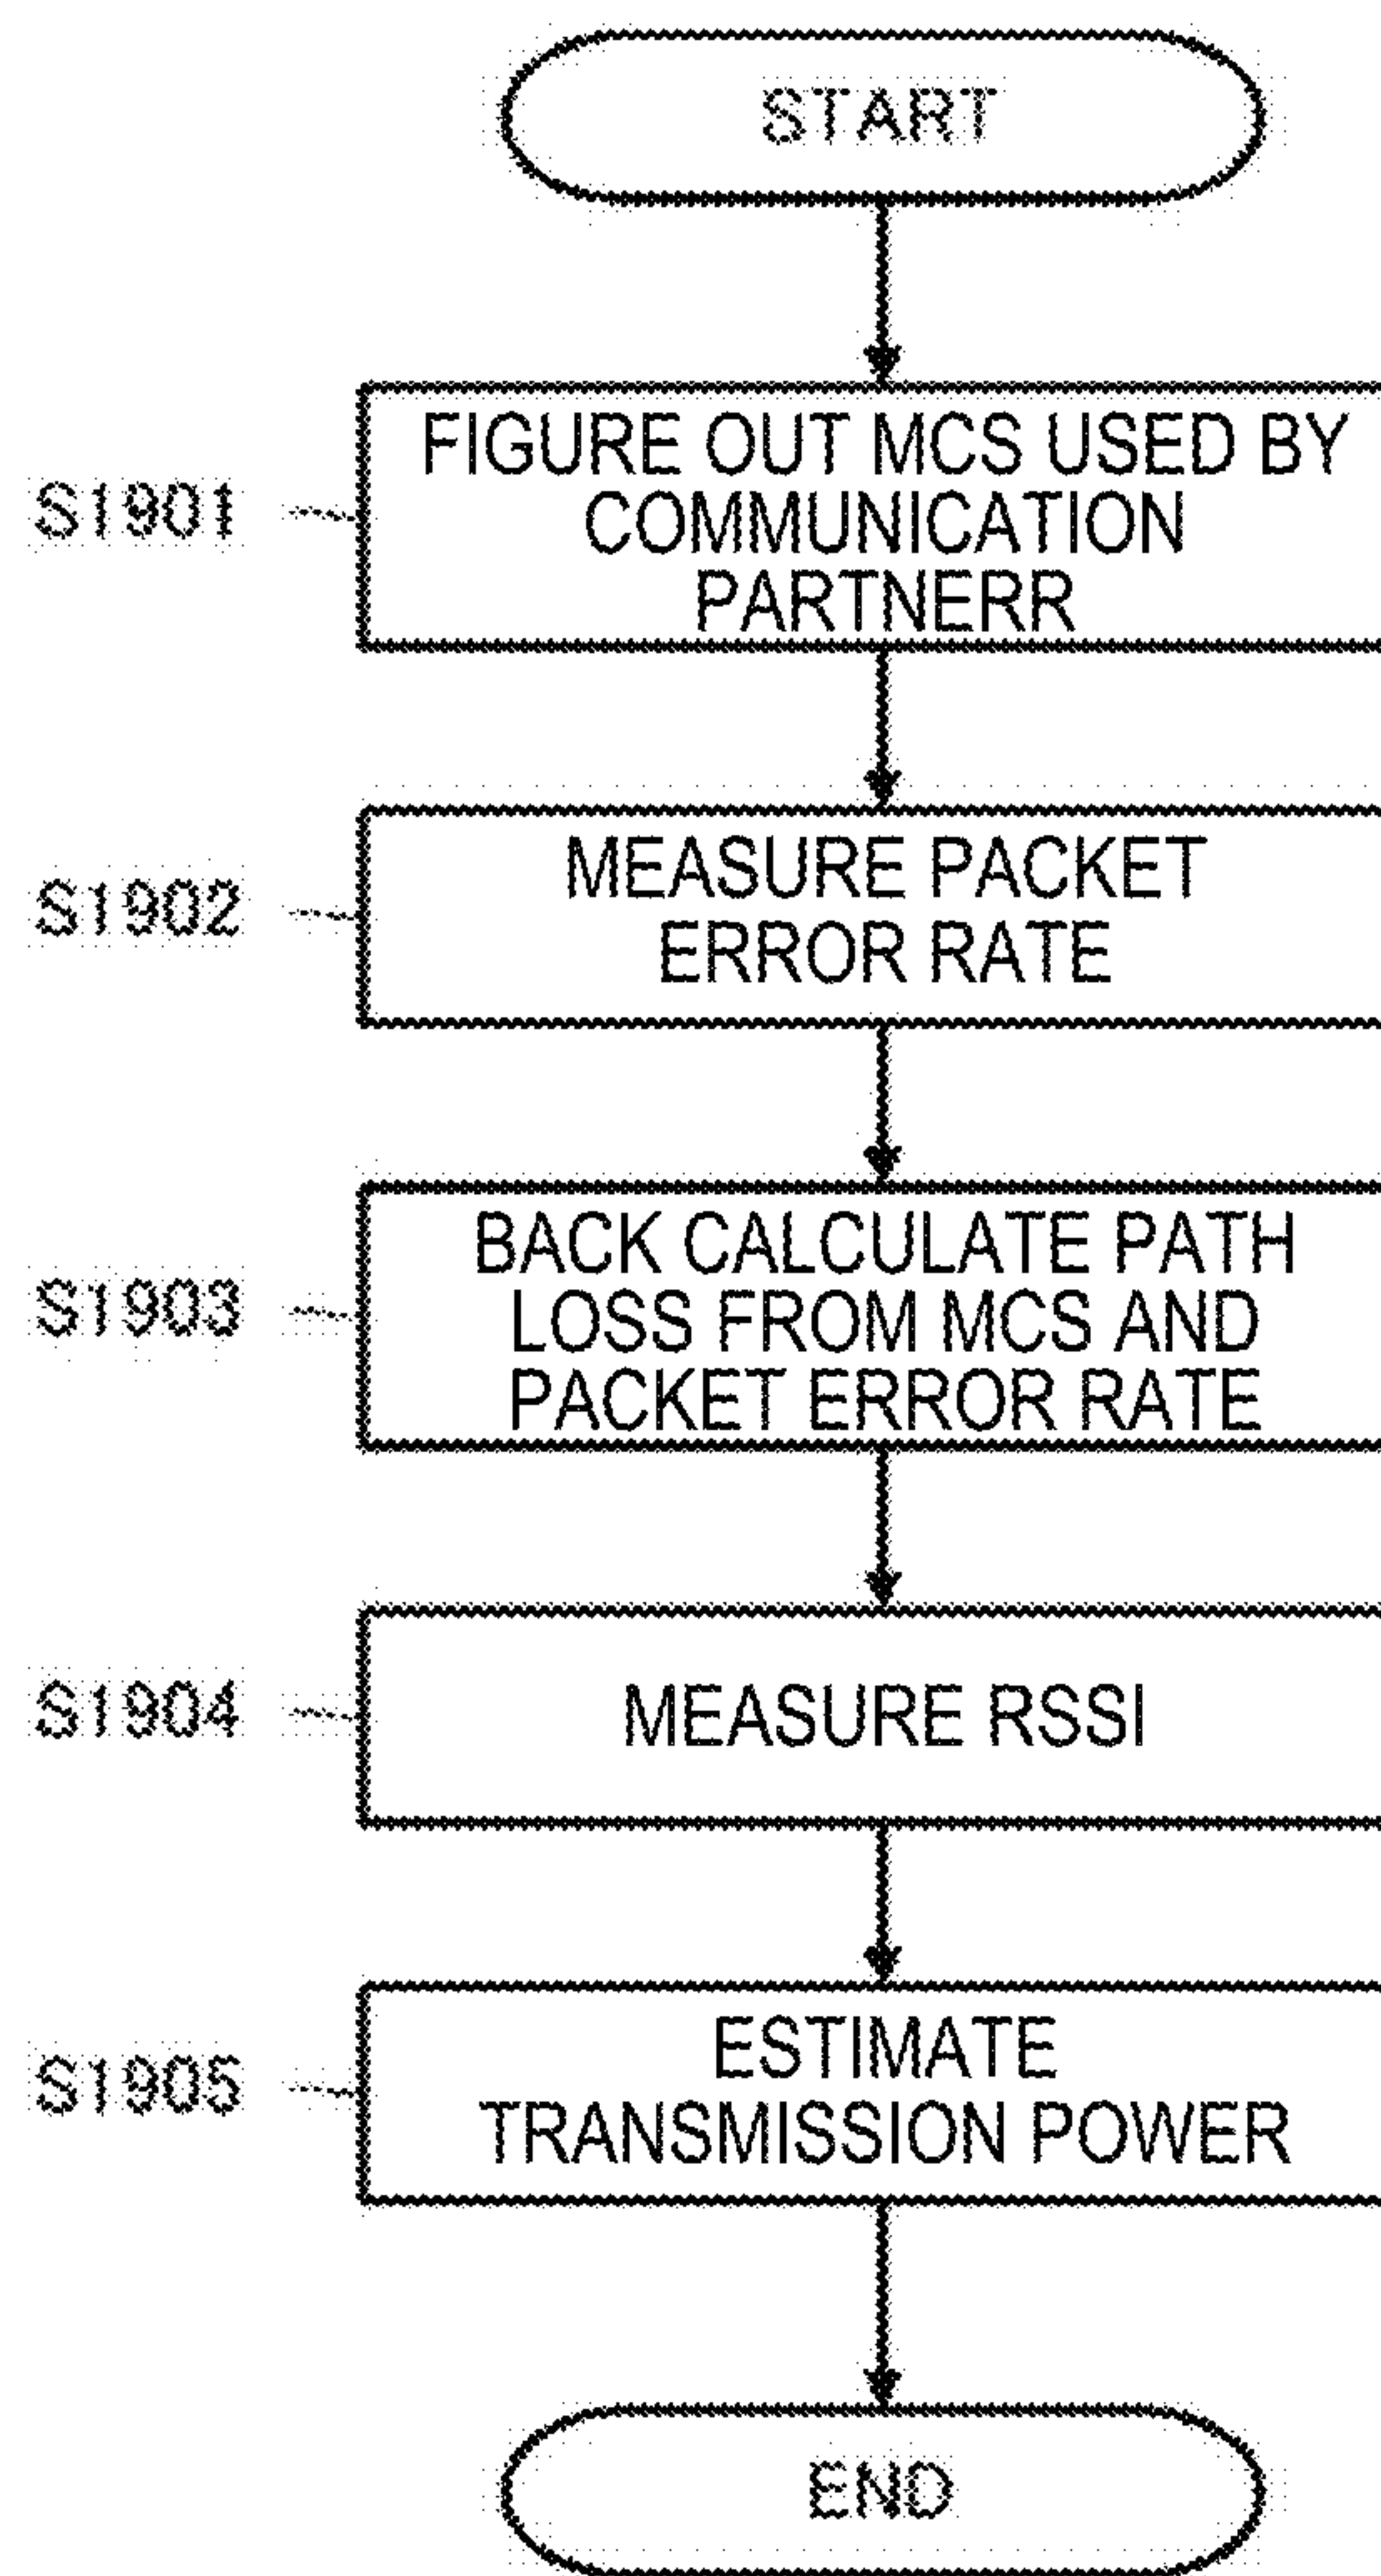 START
S1901
FIGURE OUT MCS USED BY
COMMUNICATION
PARTNERR
S1902
MEASURE PACKET
ERROR RATE
S1903
BACK CALCULATE PATH
LOSS FROM MCS AND
PACKET ERROR RATE
S1904
MEASURE RSSI
S1905
ESTIMATE
TRANSMISSION POWER
END